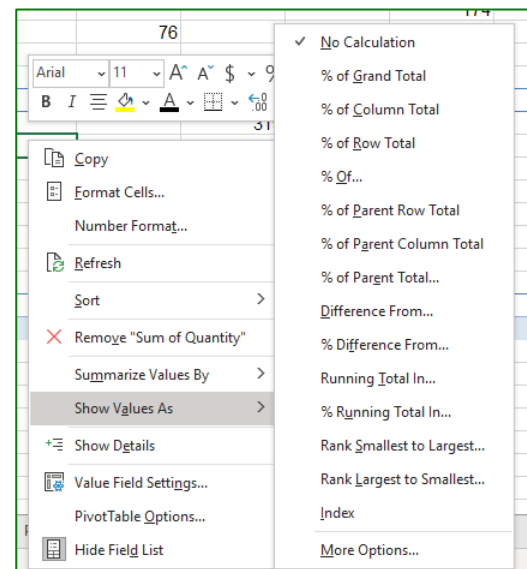 174
76
Arial 11 A A $ %
B I A
31
Copy
Format Cells...
Number Format...
Refresh
Sort
Remove "Sum of Quantity"
Summarize Values By
Show Values As
Show Details
Value Field Settings...
PivotTable Options...
Hide Field List
No Calculation
% of Grand Total
% of Column Total
% of Row Total
% Of...
% of Parent Row Total
% of Parent Column Total
% of Parent Total...
Difference From...
% Difference From...
Running Total In...
% Running Total In...
Rank Smallest to Largest...
Rank Largest to Smallest...
Index
More Options...